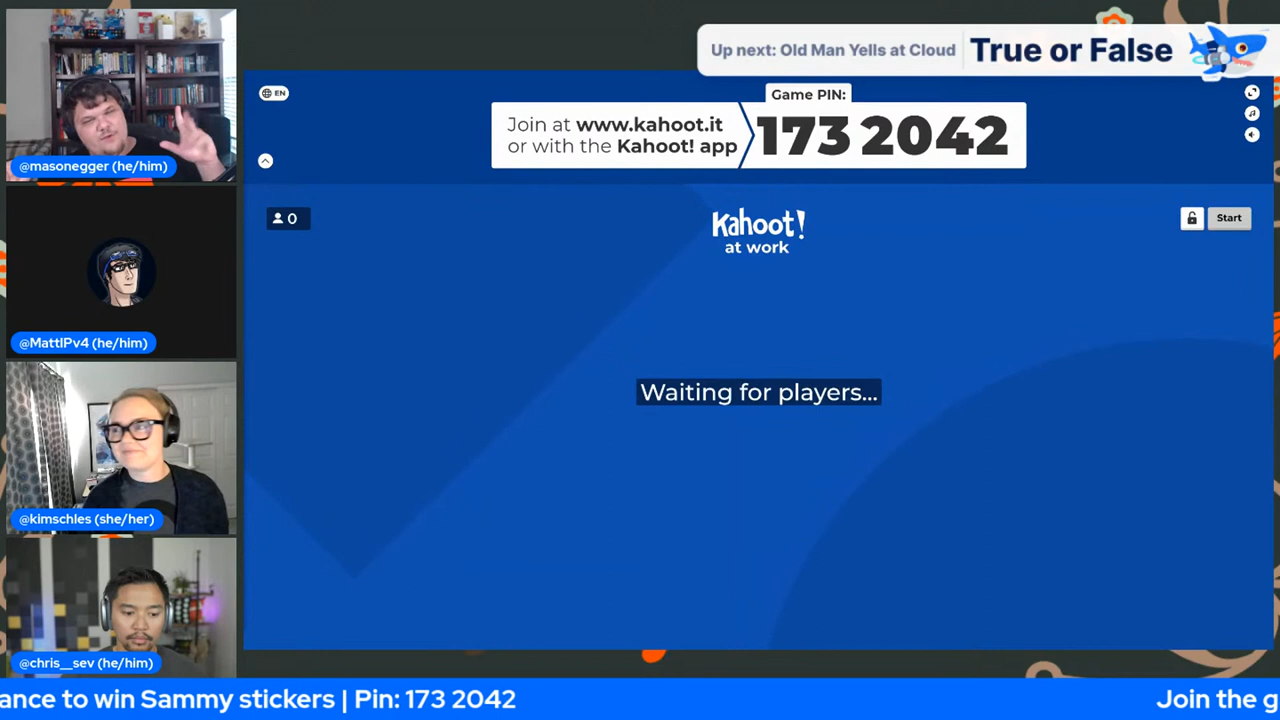 @masonegger (he/him)
@MattIPv4 (he/him)
@kimschles (she/her)
@chris__sev (he/him)
Up next: Old Man Yells at Cloud
True or False
EN
Join at www.kahoot.it
or with the Kahoot! app
Game PIN:
173 2042
0
Kahoot!
at work
Start
Waiting for players...
ance to win Sammy stickers | Pin: 173 2042
Join the g